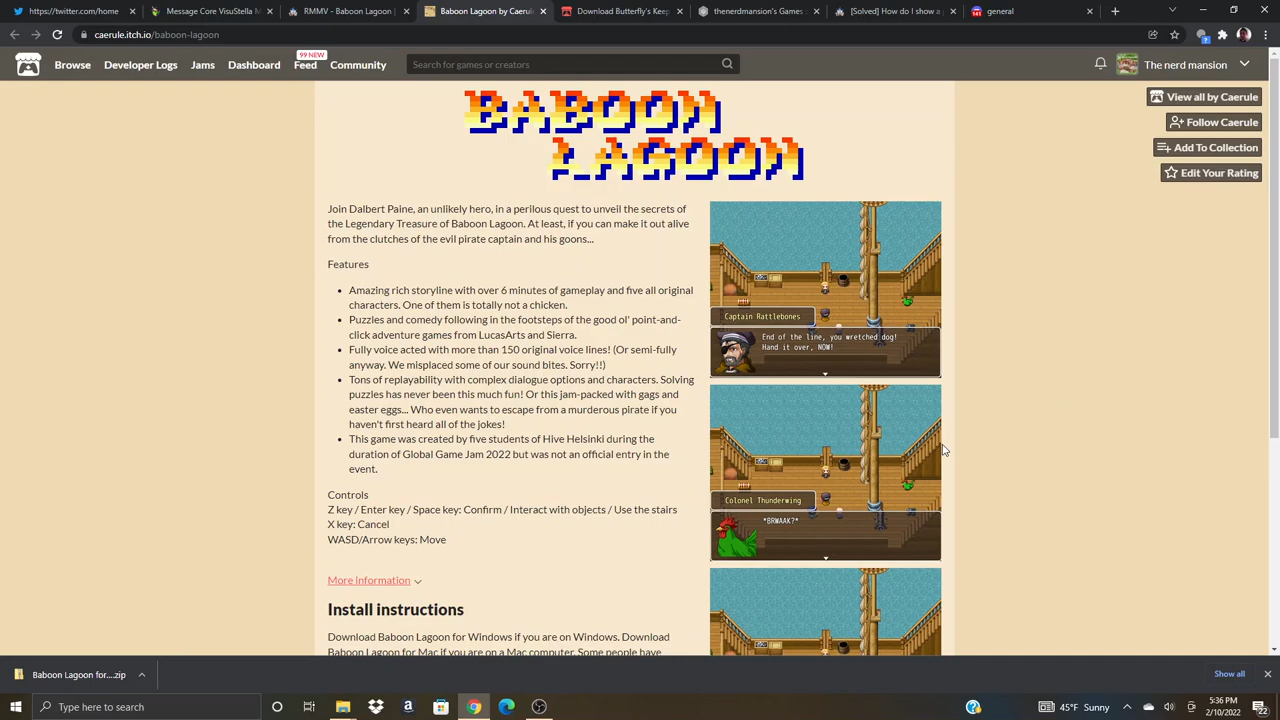 (1) Twitter.com/home
Message Core VisuStella M
RMMV -
Baboon Lagoon by Caerule
Download Butterfly's Keep
thenerdmansion's Games
[Solved] How do I show a
general
caerule.itch.io/baboon-lagoon
99 NEW
Browse
Developer Logs
Jams
Dashboard
Feed
Community
Search for games or creators
The nerd mansion
BABOON
LAGOON
View all by Caerule
Follow Caerule
Add To Collection
Edit Your Rating
Join Dalbert Paine, an unlikely hero, in a perilous quest to unveil the secrets of
the Legendary Treasure of Baboon Lagoon. At least, if you can make it out alive
from the clutches of the evil pirate captain and his goons...
Features
Amazing rich storyline with over 6 minutes of gameplay and five all original
characters. One of them is totally not a chicken.
Puzzles and comedy following in the footsteps of the good ol' point-and-
click adventure games from LucasArts and Sierra.
Fully voice acted with more than 150 original voice lines! (Or semi-fully
anyway. We misplaced some of our sound bites. Sorry!!)
Tons of replayability with complex dialogue options and characters. Solving
puzzles has never been this much fun! Or this jam-packed with gags and
easter eggs... Who even wants to escape from a murderous pirate if you
haven't first heard all of the jokes!
This game was created by five students of Hive Helsinki during the
duration of Global Game Jam 2022 but was not an official entry in the
event.
Controls
Z key / Enter key / Space key: Confirm / Interact with objects / Use the stairs
X key: Cancel
WASD/Arrow keys: Move
More information
Install instructions
Download Baboon Lagoon for Windows if you are on Windows. Download
Baboon Lagoon for Mac if you are on a Mac computer. Some people have
Captain Rattlebones
End of the line, you wretched dog!
Hand it over, NOW!
Colonel Thunderwing
*BRWAAK?*
Baboon Lagoon for....zip
Show all
Type here to search
45°F Sunny
5:36 PM
2/10/2022